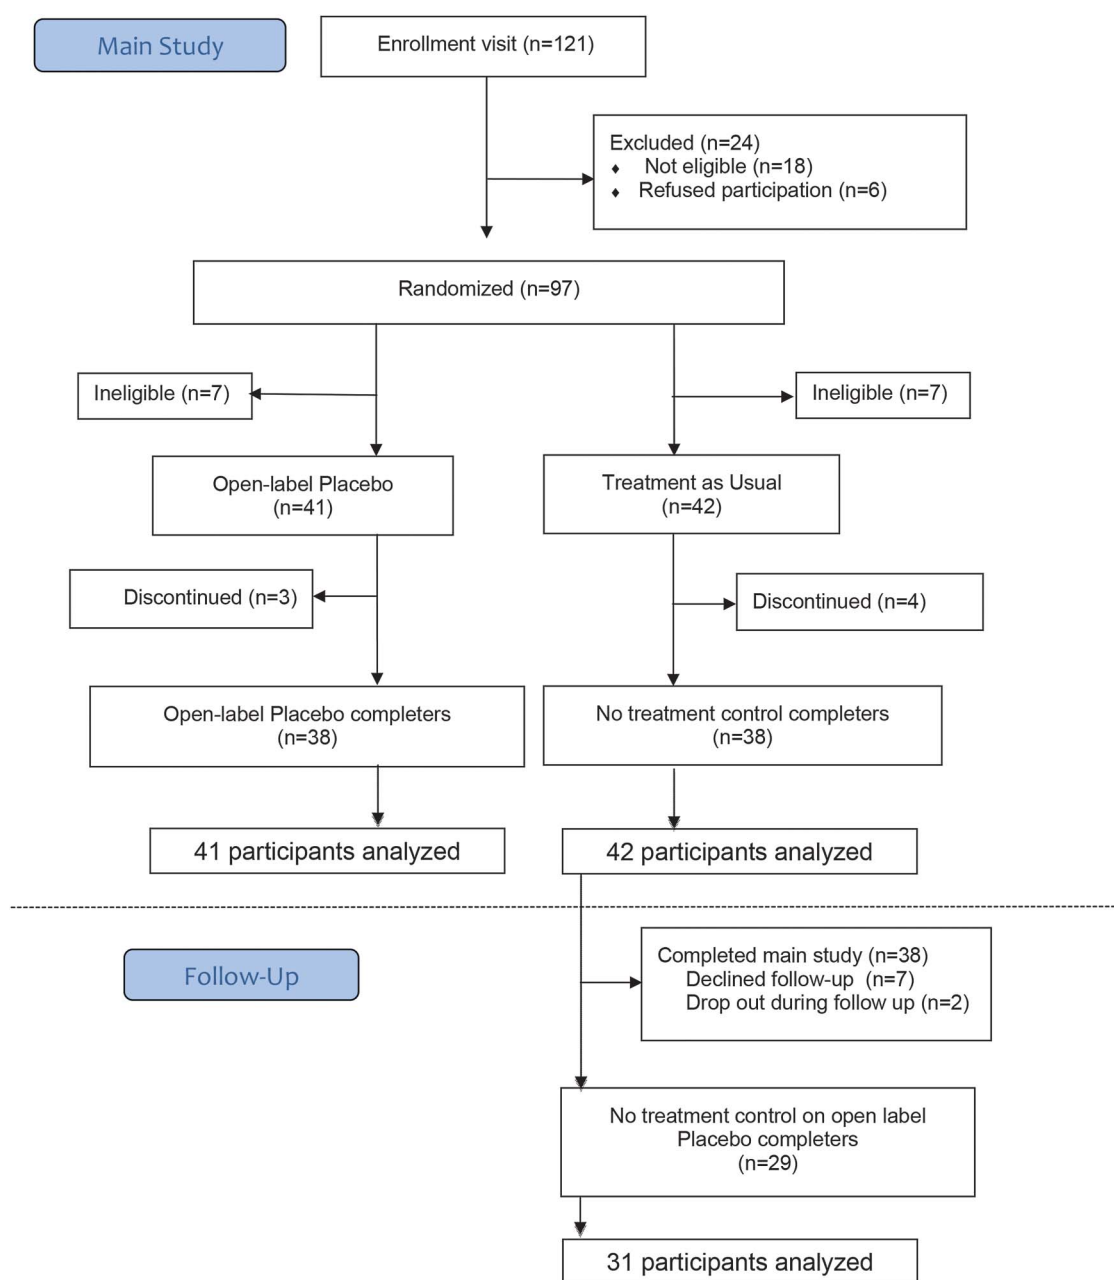 Main Study
Enrollment visit (n=121)
Excluded (n=24)
♦ Not eligible (n=18)
♦ Refused participation (n=6)
Randomized (n=97)
Ineligible (n=7)
Ineligible (n=7)
Open-label Placebo
(n=41)
Treatment as Usual
(n=42)
Discontinued (n=3)
Discontinued (n=4)
Open-label Placebo completers
(n=38)
No treatment control completers
(n=38)
41 participants analyzed
42 participants analyzed
Follow-Up
Completed main study (n=38)
Declined follow-up (n=7)
Drop out during follow up (n=2)
No treatment control on open label
Placebo completers
(n=29)
31 participants analyzed